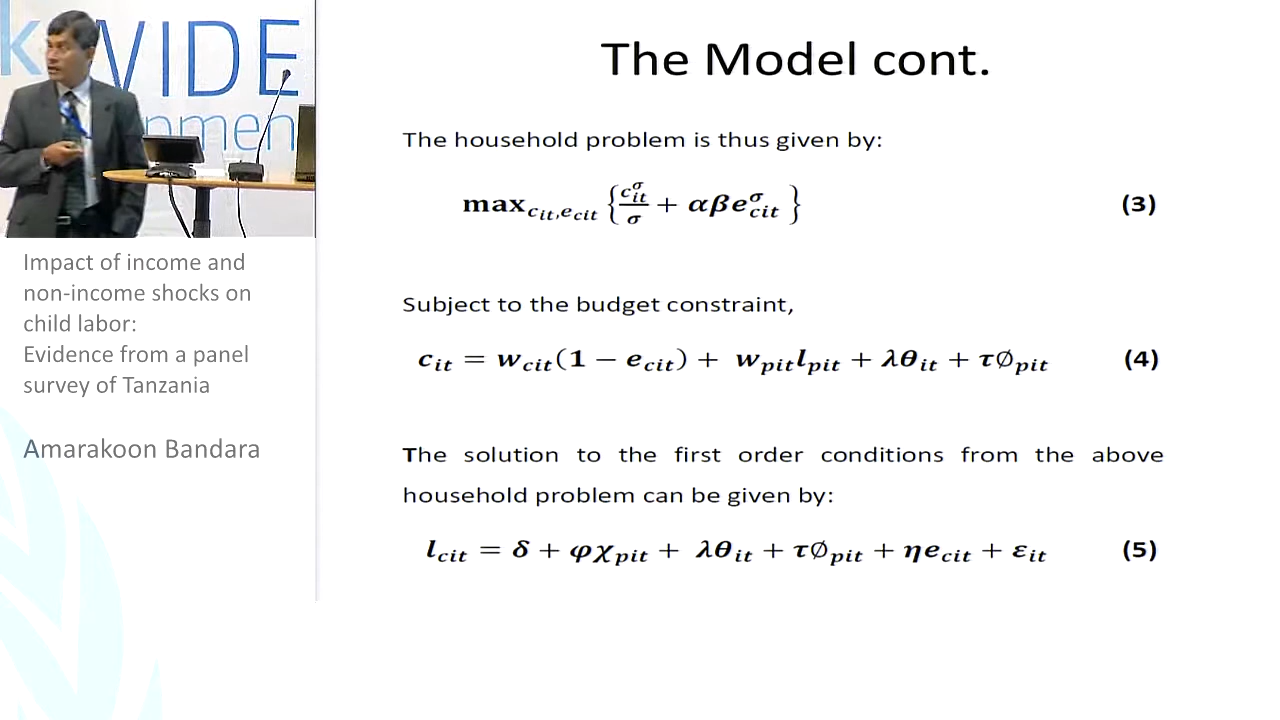 k
VIDE
nmen
The Model cont.
The household problem is thus given by:
max_{c_{it},e_{cit}} { c_{it}^σ / σ + αβe_{cit}^σ } (3)
Subject to the budget constraint,
c_{it} = w_{cit}(1 − e_{cit}) + w_{pit}l_{pit} + λθ_{it} + τ∅_{pit} (4)
The solution to the first order conditions from the above
household problem can be given by:
l_{cit} = δ + φχ_{pit} + λθ_{it} + τ∅_{pit} + ηe_{cit} + ε_{it} (5)
Impact of income and
non-income shocks on
child labor:
Evidence from a panel
survey of Tanzania
Amarakoon Bandara